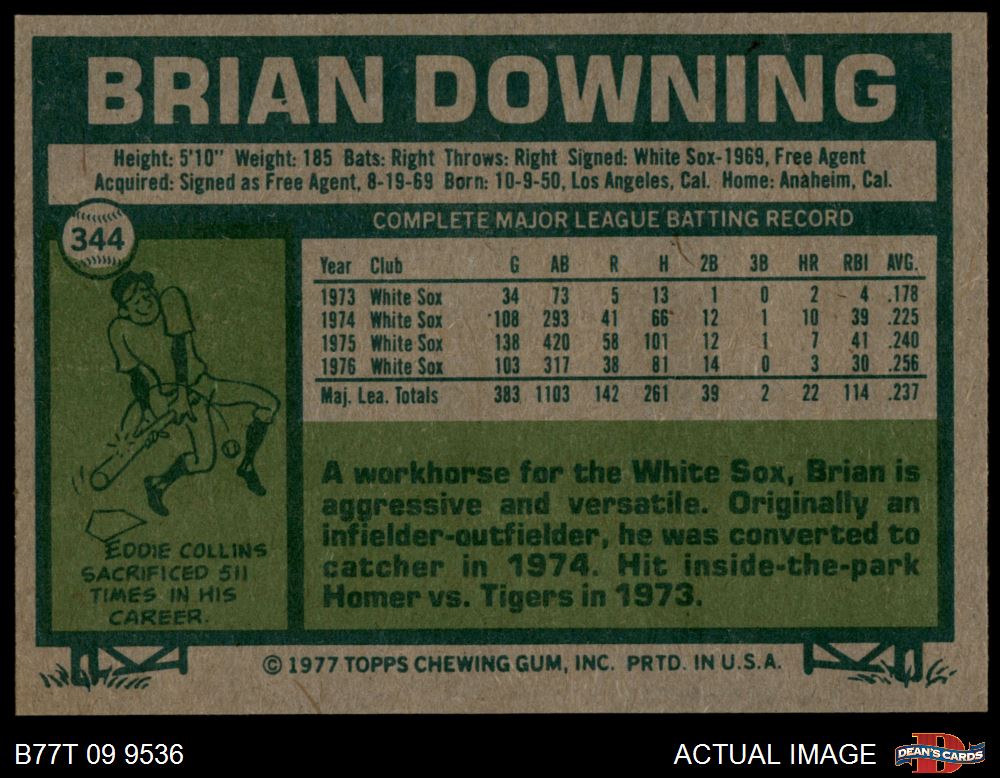 BRIAN DOWNING
Height: 5'10" Weight: 185 Bats: Right Throws: Right Signed: White Sox-1969, Free Agent
Acquired: Signed as Free Agent, 8-19-69 Born: 10-9-50, Los Angeles, Cal. Home: Anaheim, Cal.
344
COMPLETE MAJOR LEAGUE BATTING RECORD
Year Club G AB R H 2B 3B HR RBI AVG.
1973 White Sox 34 73 5 13 1 0 2 4 .178
1974 White Sox 108 293 41 66 12 1 10 39 .225
1975 White Sox 138 420 58 101 12 1 7 41 .240
1976 White Sox 103 317 38 81 14 0 3 30 .256
Maj. Lea. Totals 383 1103 142 261 39 2 22 114 .237
EDDIE COLLINS
SACRIFICED 511
TIMES IN HIS
CAREER.
A workhorse for the White Sox, Brian is
aggressive and versatile. Originally an
infielder-outfielder, he was converted to
catcher in 1974. Hit inside-the-park
Homer vs. Tigers in 1973.
© 1977 TOPPS CHEWING GUM, INC. PRTD. IN U.S.A.
B77T 09 9536
ACTUAL IMAGE
D
DEAN'S CARDS